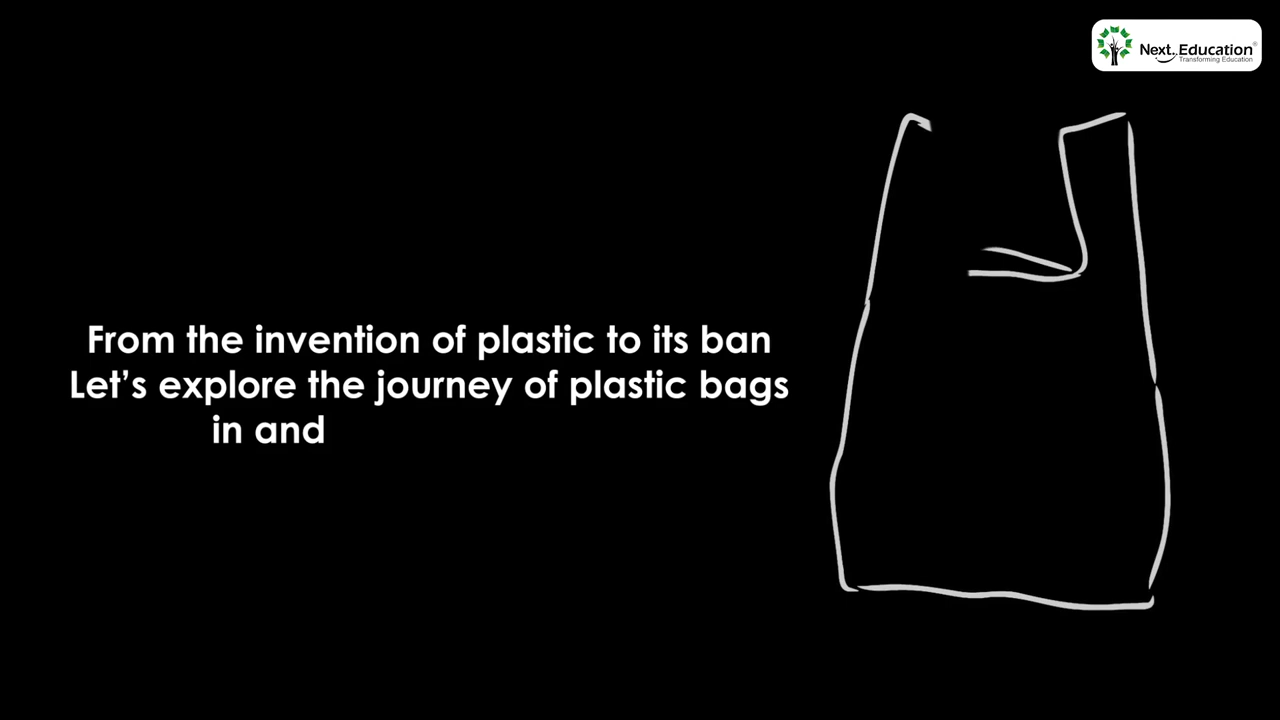 Next Education
Transforming Education
From the invention of plastic to its ban
Let’s explore the journey of plastic bags
in and